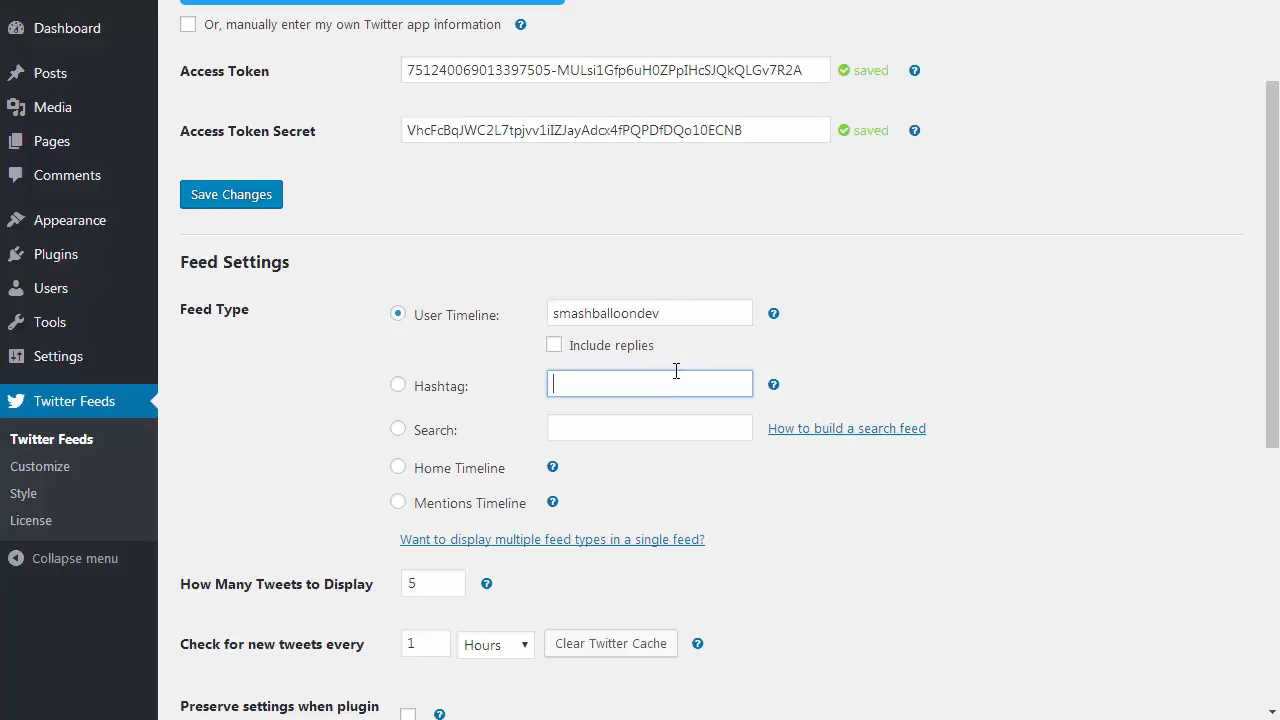 Dashboard
Posts
Media
Pages
Comments
Appearance
Plugins
Users
Tools
Settings
Twitter Feeds
Twitter Feeds
Customize
Style
License
Collapse menu
Or, manually enter my own Twitter app information
Access Token 751240069013397505-MULsi1Gfp6uH0ZPpIHcSJQkQLGv7R2A saved
Access Token Secret VhcFcBqJWC2L7tpjvv1iIZJayAdcx4fPQPDfDQo10ECNB saved
Save Changes
Feed Settings
Feed Type User Timeline: smashballoondev
Include replies
Hashtag:
Search: How to build a search feed
Home Timeline
Mentions Timeline
Want to display multiple feed types in a single feed?
How Many Tweets to Display 5
Check for new tweets every 1 Hours Clear Twitter Cache
Preserve settings when plugin